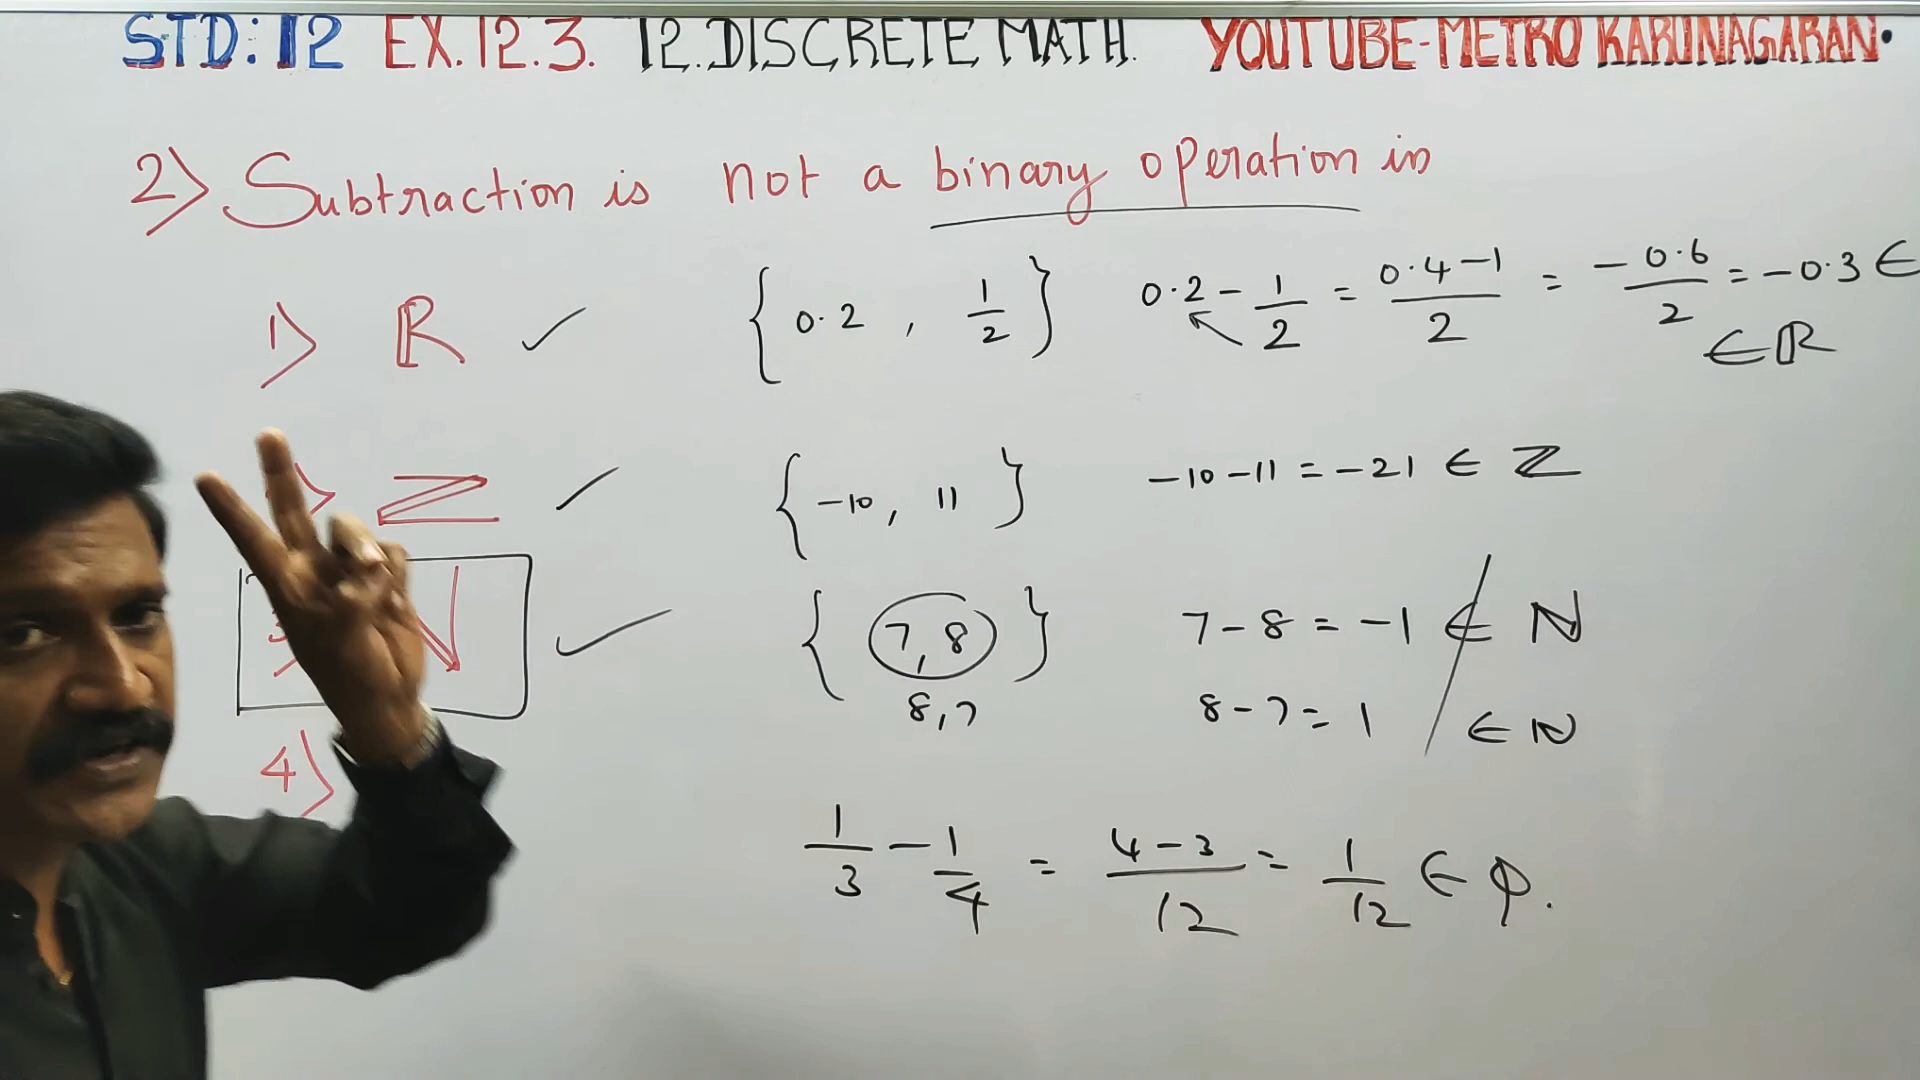 STD: 12 EX.12.3. 12.DISCRETE MATH. YOUTUBE-METRO KARUNAGARAN.
2) Subtraction is not a binary operation in
1) ℝ ✓ { 0.2 , 1/2 } 0.2 - 1/2 = (0.4 - 1)/2 = -0.6/2 = -0.3 ∈
∈ ℝ
) ℤ ✓ { -10, 11 } -10 - 11 = -21 ∈ ℤ
3) ℕ ✓ { 7, 8 } 7 - 8 = -1 ∉ ℕ
8, 7 8 - 7 = 1 ∈ ℕ
4)
1/3 - 1/4 = (4 - 3)/12 = 1/12 ∈ ℚ.